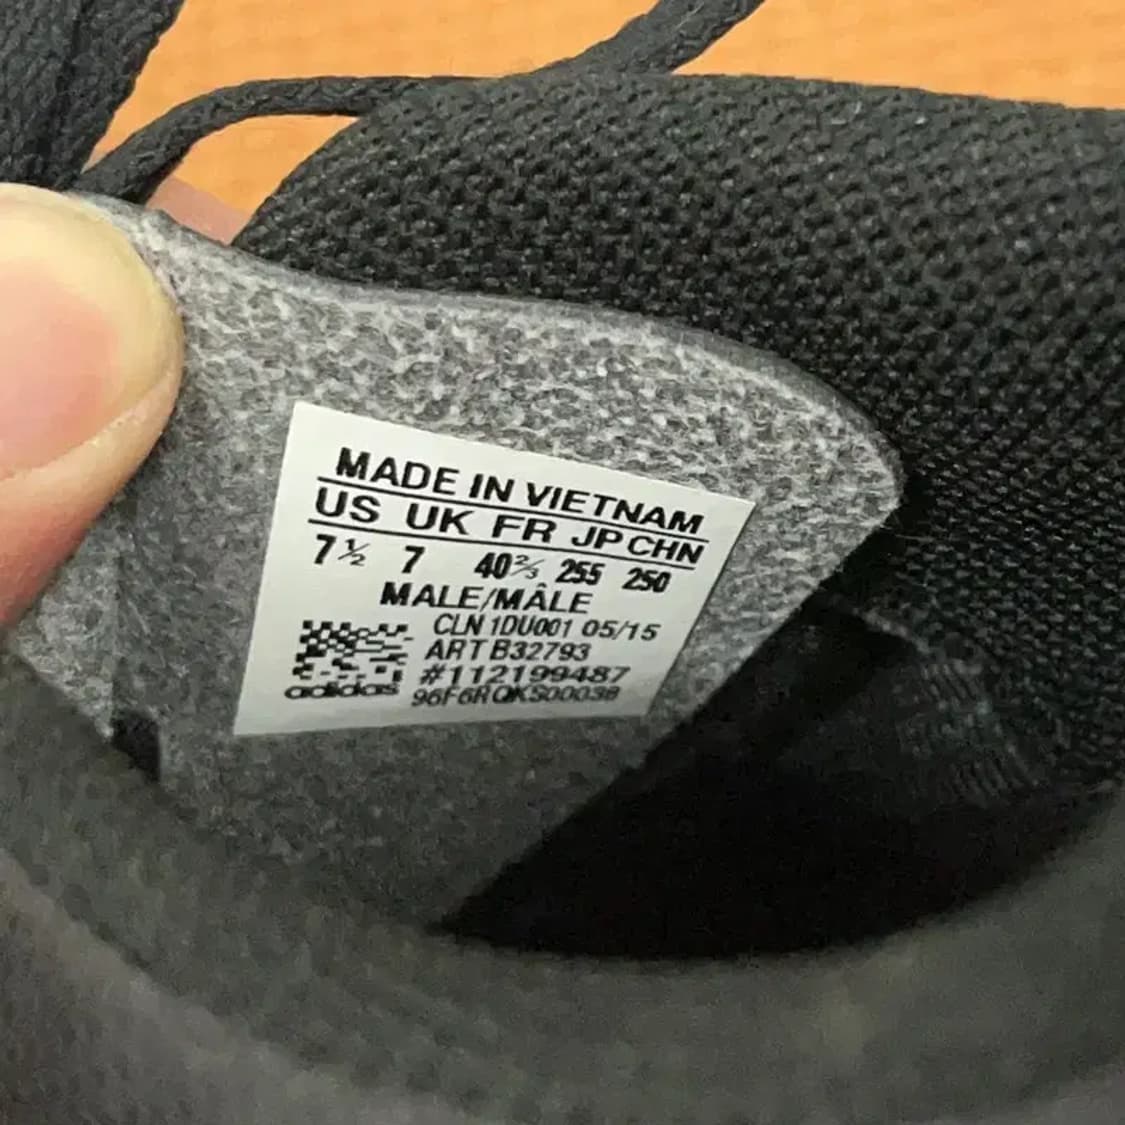 MADE IN VIETNAM
US UK FR JP CHN
7½ 7 40⅔ 255 250
MALE/MÂLE
CLN 1DU001 05/15
ART B32793
#112199487
adidas 96F6RQKS00038